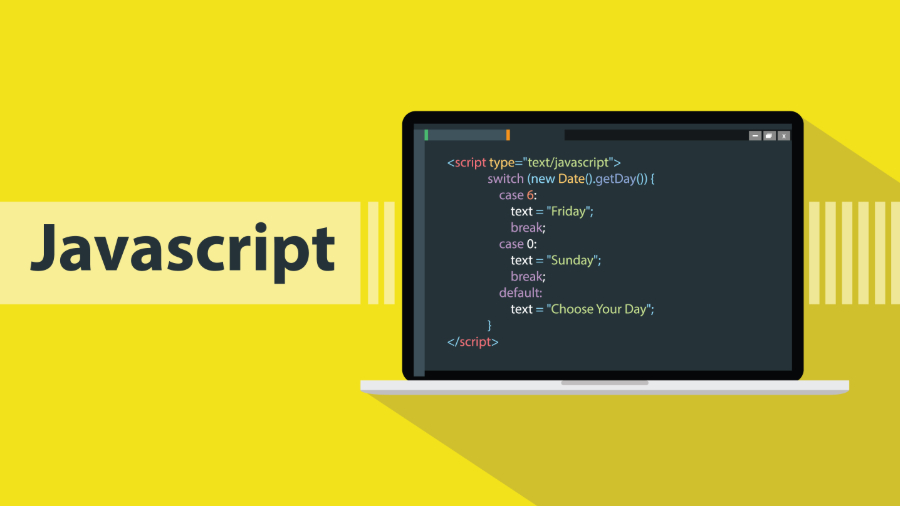 Javascript
<script type="text/javascript">
switch (new Date().getDay()) {
case 6:
text = "Friday";
break;
case 0:
text = "Sunday";
break;
default:
text = "Choose Your Day";
}
</script>